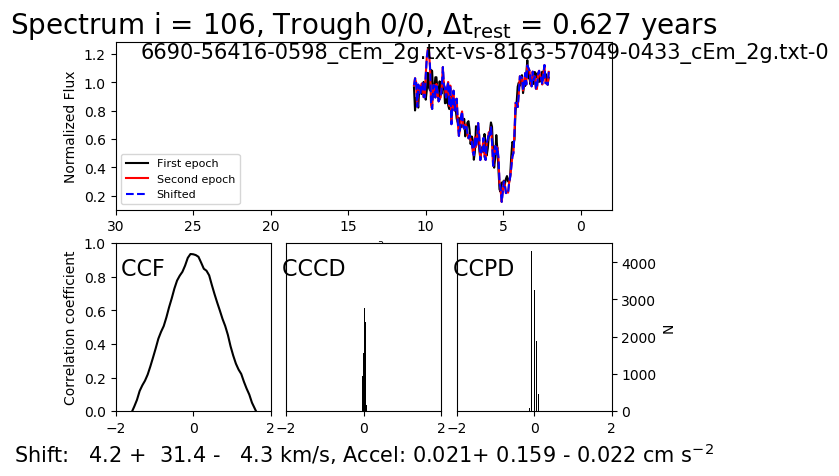 Spectrum i = 106, Trough 0/0, Δt_rest = 0.627 years
6690-56416-0598_cEm_2g.txt-vs-8163-57049-0433_cEm_2g.txt-0
Normalized Flux
1.2
1.0
0.8
0.6
0.4
0.2
First epoch
Second epoch
Shifted
30 25 20 15 10 5 0
Correlation coefficient
1.0
0.8
0.6
0.4
0.2
0.0
CCF
CCCD
CCPD
4000
3000
2000
1000
0
N
−2 0 2
−2 0 2
−2 0 2
Shift: 4.2 + 31.4 - 4.3 km/s, Accel: 0.021+ 0.159 - 0.022 cm s⁻²